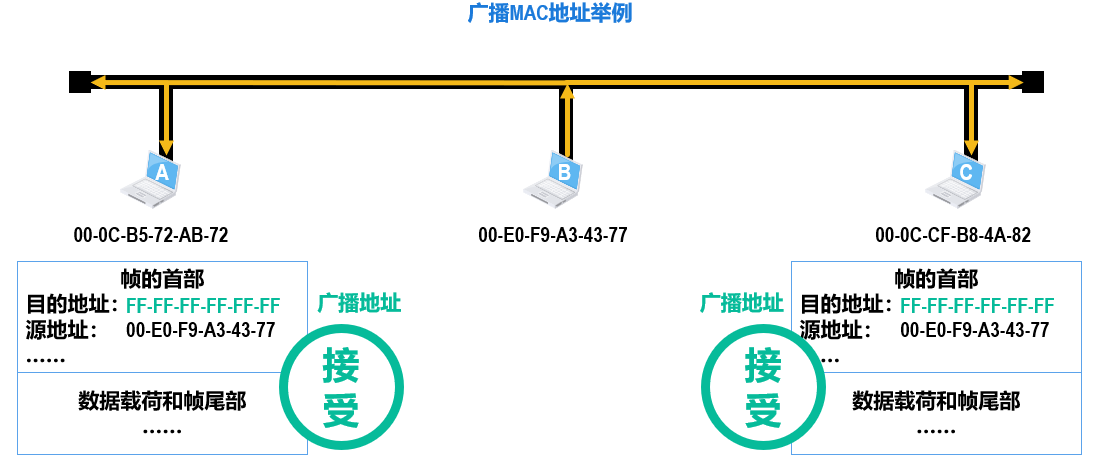 广播MAC地址举例
A
B
C
00-0C-B5-72-AB-72
00-E0-F9-A3-43-77
00-0C-CF-B8-4A-82
帧的首部
目的地址：FF-FF-FF-FF-FF-FF
源地址： 00-E0-F9-A3-43-77
……
数据载荷和帧尾部
……
广播地址
接
受
广播地址
接
受
帧的首部
目的地址：FF-FF-FF-FF-FF-FF
源地址： 00-E0-F9-A3-43-77
……
数据载荷和帧尾部
……